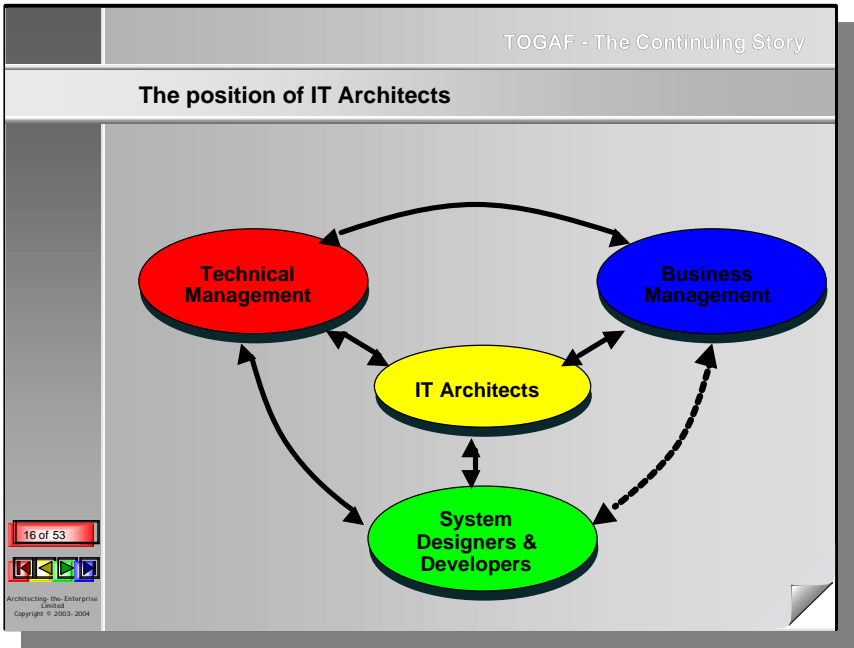 TOGAF - The Continuing Story
The position of IT Architects
Technical
Management
Business
Management
IT Architects
System
Designers &
Developers
16 of 53
Architecting-the-Enterprise
Limited
Copyright © 2003-2004